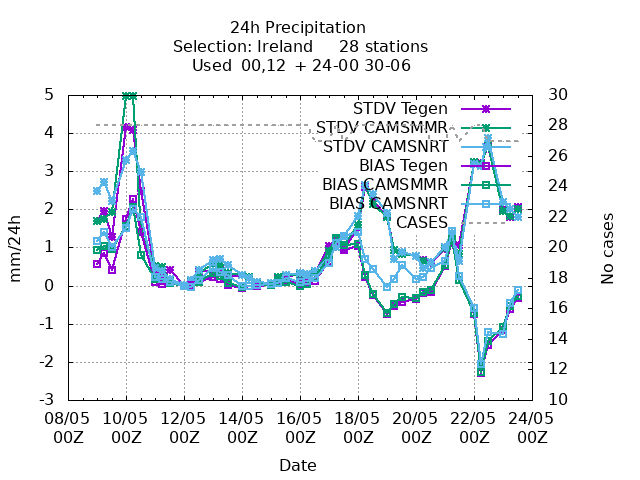 24h Precipitation
Selection: Ireland 28 stations
Used 00,12 + 24-00 30-06
mm/24h
5
4
3
2
1
0
-1
-2
-3
STDV Tegen
STDV CAMSMMR
STDV CAMSNRT
BIAS Tegen
BIAS CAMSMMR
BIAS CAMSNRT
CASES
30
28
26
24
22
20
18
16
14
12
10
No cases
08/05 10/05 12/05 14/05 16/05 18/05 20/05 22/05 24/05
00Z 00Z 00Z 00Z 00Z 00Z 00Z 00Z 00Z
Date